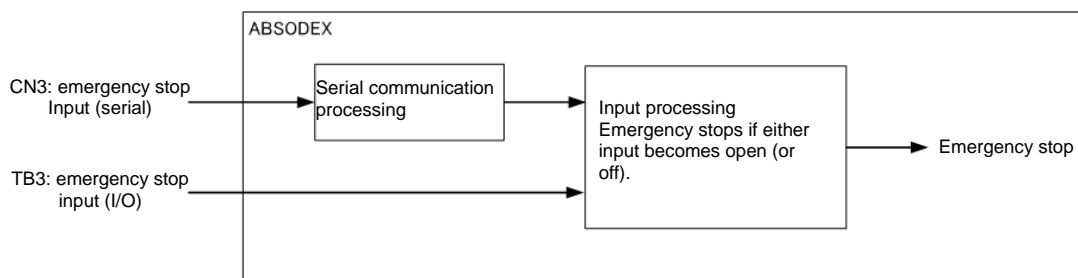 ABSODEX
CN3: emergency stop
Input (serial)
Serial communication
processing
Input processing
Emergency stops if either
input becomes open (or
off).
Emergency stop
TB3: emergency stop
input (I/O)